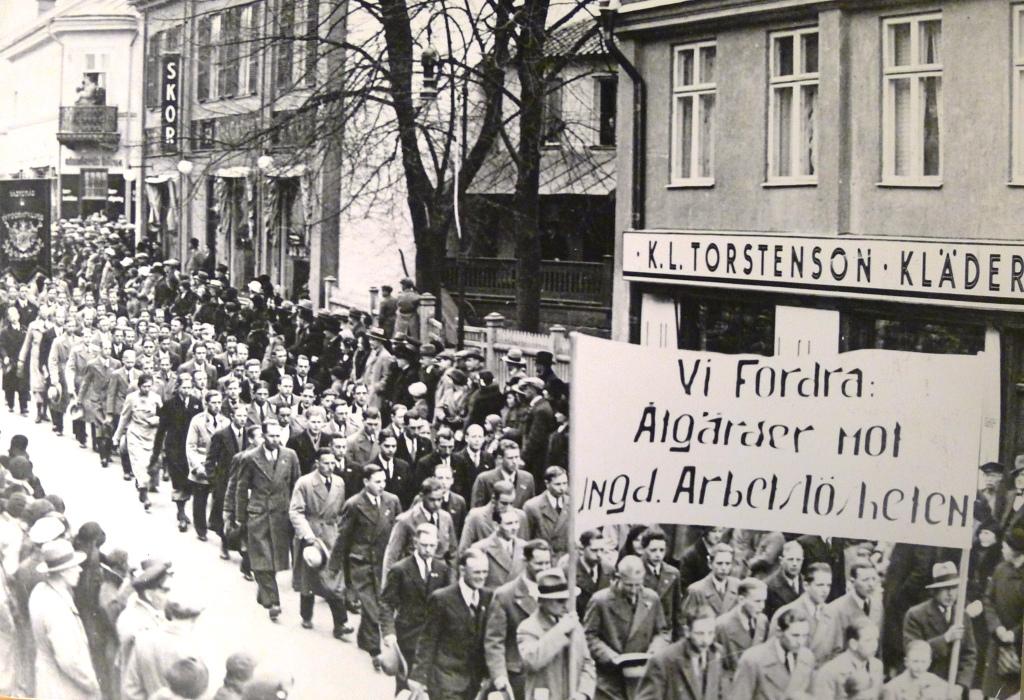 SKOR
· K.L. TORSTENSON · KLÄDER
Vi Fordra:
Åtgärder mot
Ungd. Arbetslösheten